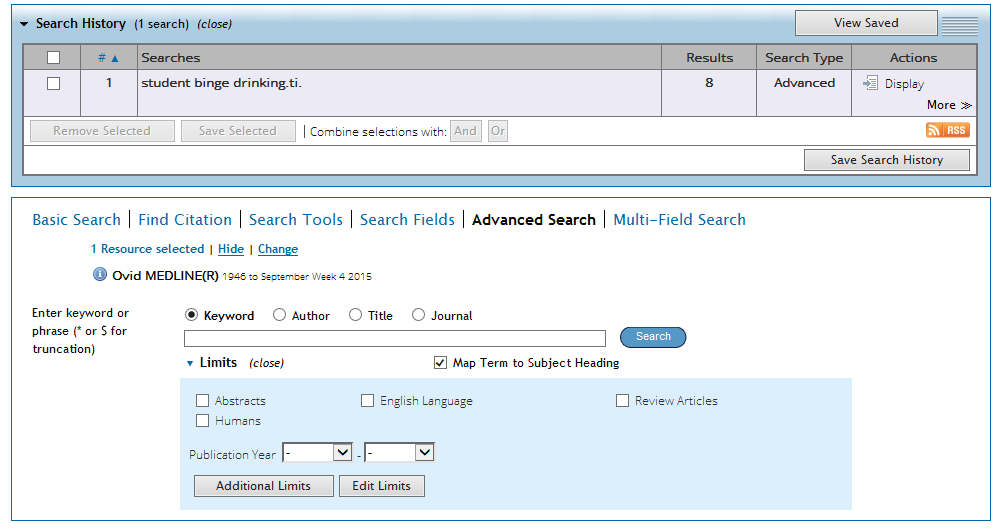 Search History (1 search) (close)
View Saved
# ▲ Searches Results Search Type Actions
1 student binge drinking.ti. 8 Advanced Display
More ≫
Remove Selected Save Selected | Combine selections with: And Or RSS
Save Search History
Basic Search | Find Citation | Search Tools | Search Fields | Advanced Search | Multi-Field Search
1 Resource selected | Hide | Change
i Ovid MEDLINE(R) 1946 to September Week 4 2015
Enter keyword or
phrase (* or $ for
truncation)
Keyword Author Title Journal
Search
Limits (close) Map Term to Subject Heading
Abstracts English Language Review Articles
Humans
Publication Year - - -
Additional Limits Edit Limits